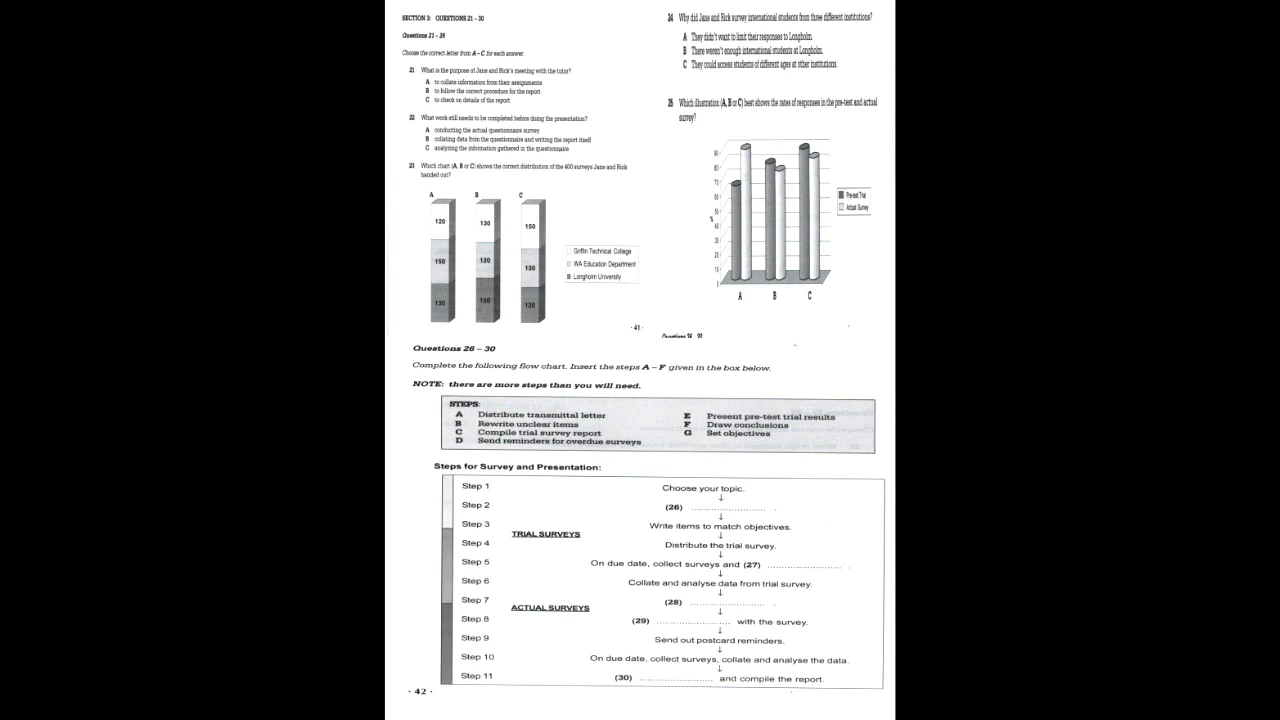 SECTION 3: QUESTIONS 21 – 30
Questions 21 – 25
Choose the correct letter from A – C for each answer.
21 What is the purpose of Jane and Rick's meeting with the tutor?
A to collate information from their assignments
B to follow the correct procedure for the report
C to check on details of the report
22 What work still needs to be completed before doing the presentation?
A conducting the actual questionnaire survey
B collating data from the questionnaire and writing the report itself
C analyzing the information gathered in the questionnaire
23 Which chart (A, B or C) shows the correct distribution of the 400 surveys Jane and Rick
handed out?
A B C
120 130 150
150 120 130
130 150 120
Griffin Technical College
WA Education Department
Longholm University
· 41 ·
24 Why did Jane and Rick survey international students from three different institutions?
A They didn't want to limit their responses to Longholm.
B There weren't enough international students at Longholm.
C They could access students of different ages at other institutions.
25 Which illustration (A, B or C) best shows the rates of responses in the pre-test and actual
survey?
90
80
70
60
50
%
40
30
20
10
0
A B C
Pre-test Trial
Actual Survey
Questions 26 – 30
Complete the following flow chart. Insert the steps A – F given in the box below.
NOTE: there are more steps than you will need.
STEPS:
A Distribute transmittal letter
B Rewrite unclear items
C Compile trial survey report
D Send reminders for overdue surveys
E Present pre-test trial results
F Draw conclusions
G Set objectives
Steps for Survey and Presentation:
Step 1 Choose your topic.
↓
Step 2 (26) .......................... .
↓
Step 3 Write items to match objectives.
TRIAL SURVEYS ↓
Step 4 Distribute the trial survey.
↓
Step 5 On due date, collect surveys and (27) .......................... .
↓
Step 6 Collate and analyse data from trial survey.
↓
Step 7 (28) .......................... .
ACTUAL SURVEYS ↓
Step 8 (29) .......................... with the survey.
↓
Step 9 Send out postcard reminders.
↓
Step 10 On due date, collect surveys, collate and analyse the data.
↓
Step 11 (30) .......................... and compile the report.
· 42 ·